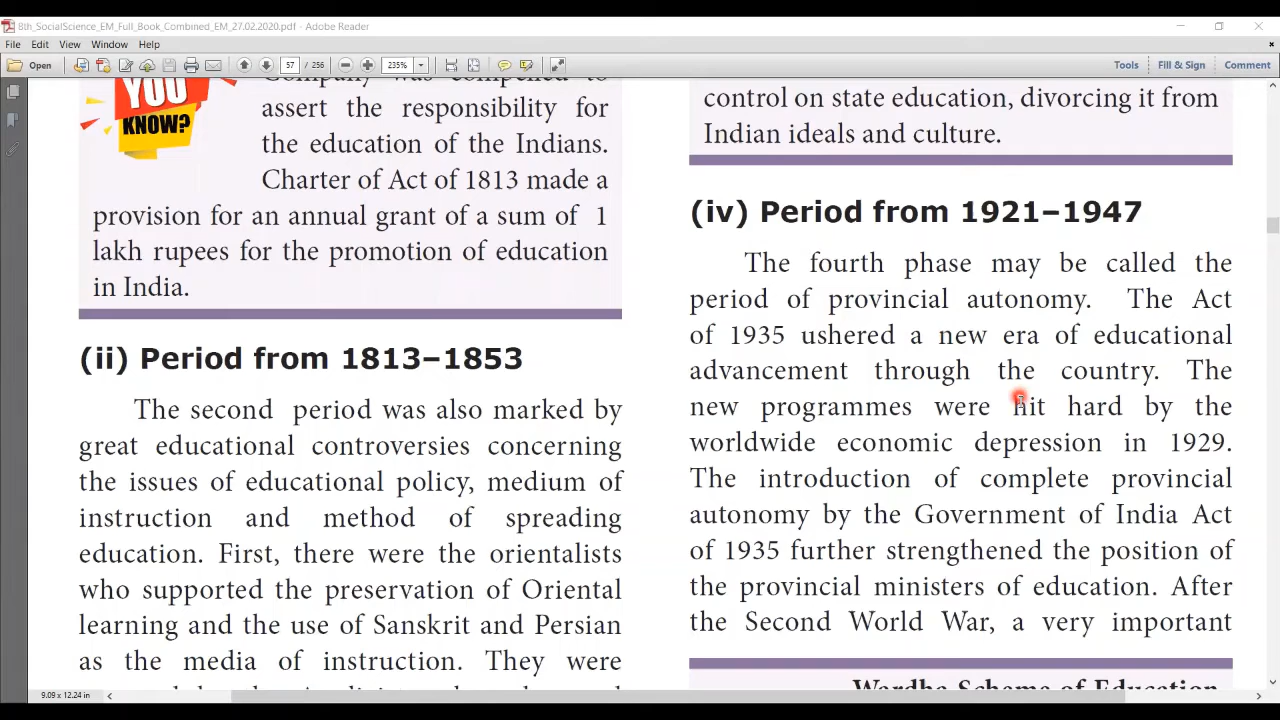 8th_SocialScience_EM_Full_Book_Combined_EM_27.02.2020.pdf - Adobe Reader
File Edit View Window Help
Open 57 / 256 235% Tools Fill & Sign Comment
YOU
KNOW?
Company was compelled to
assert the responsibility for
the education of the Indians.
Charter of Act of 1813 made a
provision for an annual grant of a sum of 1
lakh rupees for the promotion of education
in India.
(ii) Period from 1813–1853
The second period was also marked by
great educational controversies concerning
the issues of educational policy, medium of
instruction and method of spreading
education. First, there were the orientalists
who supported the preservation of Oriental
learning and the use of Sanskrit and Persian
as the media of instruction. They were
control on state education, divorcing it from
Indian ideals and culture.
(iv) Period from 1921–1947
The fourth phase may be called the
period of provincial autonomy. The Act
of 1935 ushered a new era of educational
advancement through the country. The
new programmes were hit hard by the
worldwide economic depression in 1929.
The introduction of complete provincial
autonomy by the Government of India Act
of 1935 further strengthened the position of
the provincial ministers of education. After
the Second World War, a very important
Wardha Scheme of Education
9.09 x 12.24 in